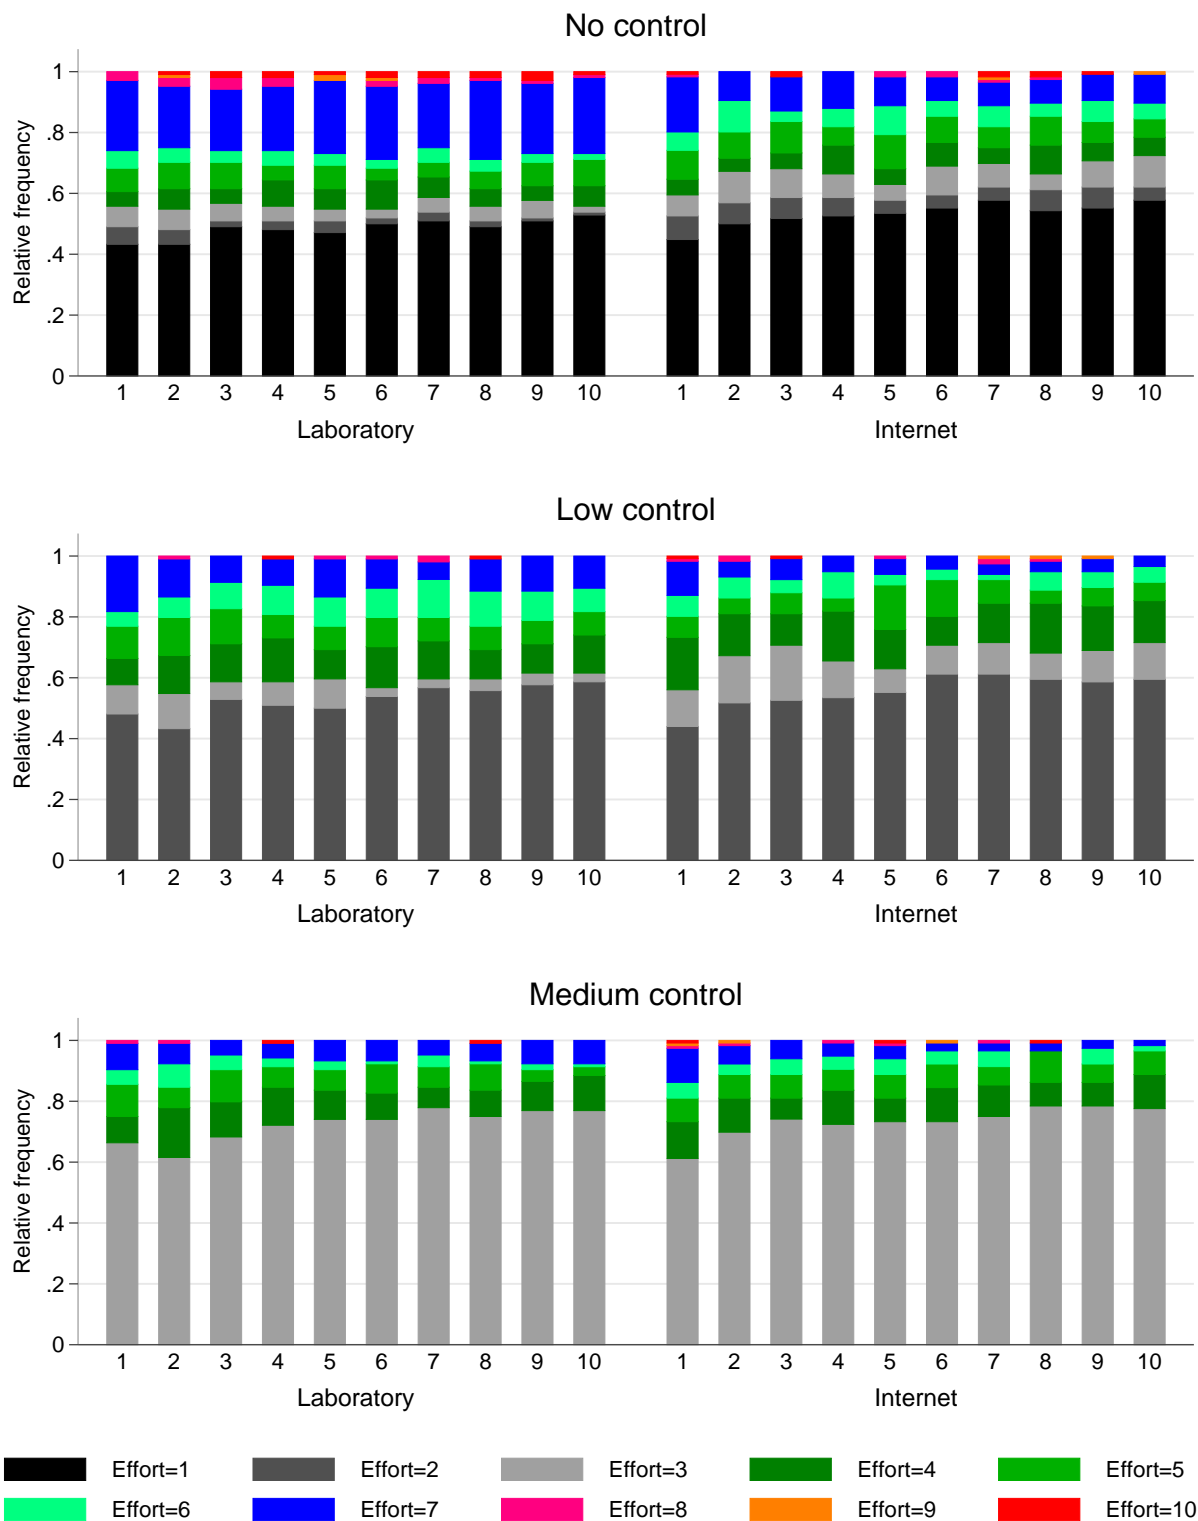 No control
Relative frequency
1
.8
.6
.4
.2
0
1 2 3 4 5 6 7 8 9 10 1 2 3 4 5 6 7 8 9 10
Laboratory Internet
Low control
Relative frequency
1
.8
.6
.4
.2
0
1 2 3 4 5 6 7 8 9 10 1 2 3 4 5 6 7 8 9 10
Laboratory Internet
Medium control
Relative frequency
1
.8
.6
.4
.2
0
1 2 3 4 5 6 7 8 9 10 1 2 3 4 5 6 7 8 9 10
Laboratory Internet
Effort=1 Effort=2 Effort=3 Effort=4 Effort=5
Effort=6 Effort=7 Effort=8 Effort=9 Effort=10